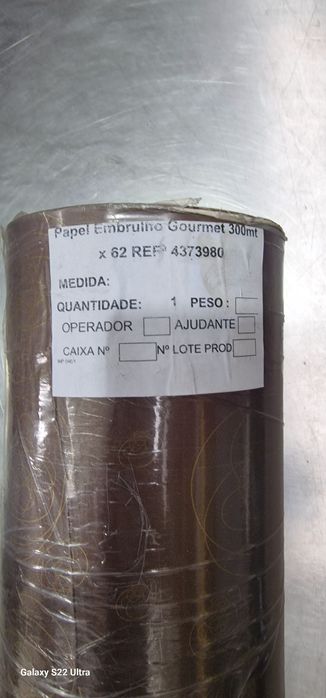 Papel Embrulho Gourmet 300mt
x 62 REFª 4373980
MEDIDA:
QUANTIDADE: 1 PESO :
OPERADOR AJUDANTE
CAIXA Nº Nº LOTE PROD
Galaxy S22 Ultra